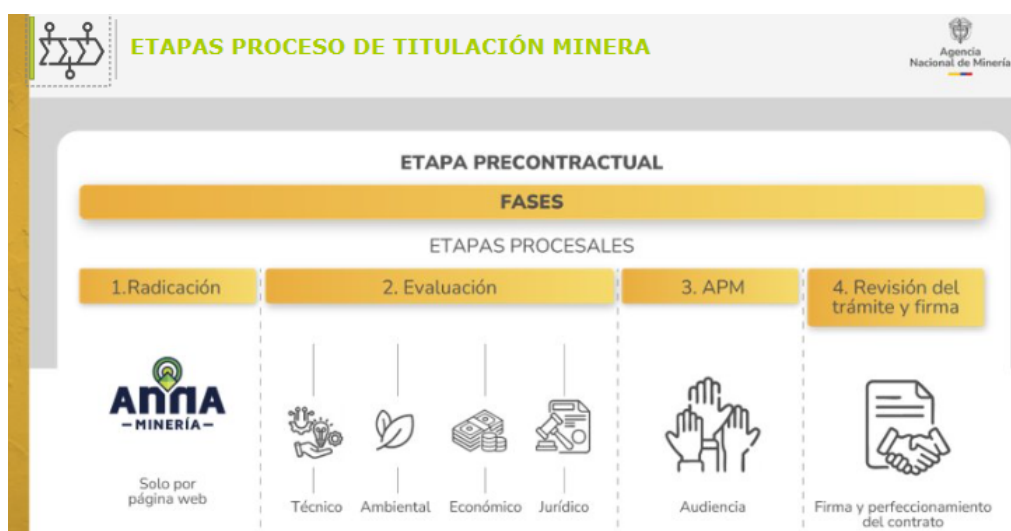 ETAPAS PROCESO DE TITULACIÓN MINERA
Agencia
Nacional de Minería
ETAPA PRECONTRACTUAL
FASES
ETAPAS PROCESALES
1.Radicación
2. Evaluación
3. APM
4. Revisión del
trámite y firma
ANNA
–MINERÍA–
Solo por
página web
Técnico
Ambiental
Económico
Jurídico
Audiencia
Firma y perfeccionamiento
del contrato